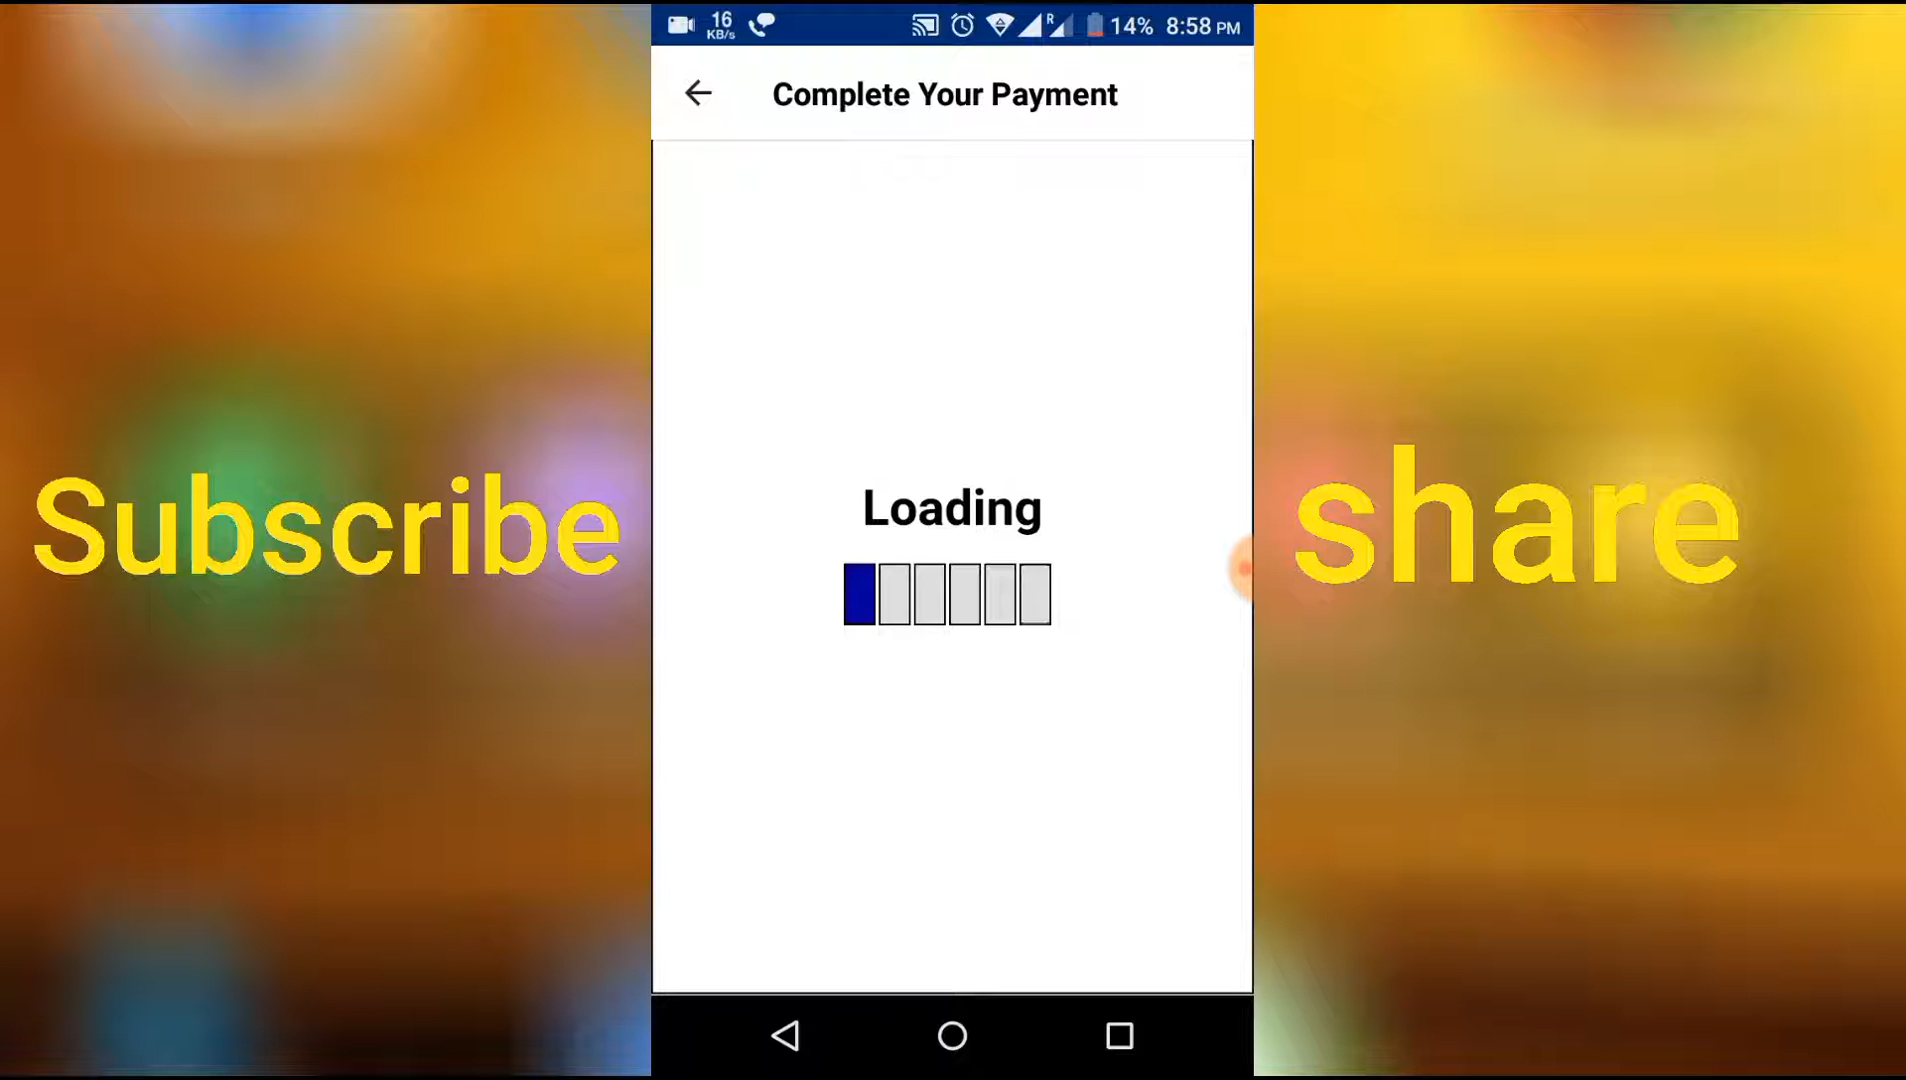 16
KB/s
R
14% 8:58 PM
Complete Your Payment
Loading
Subscribe
share